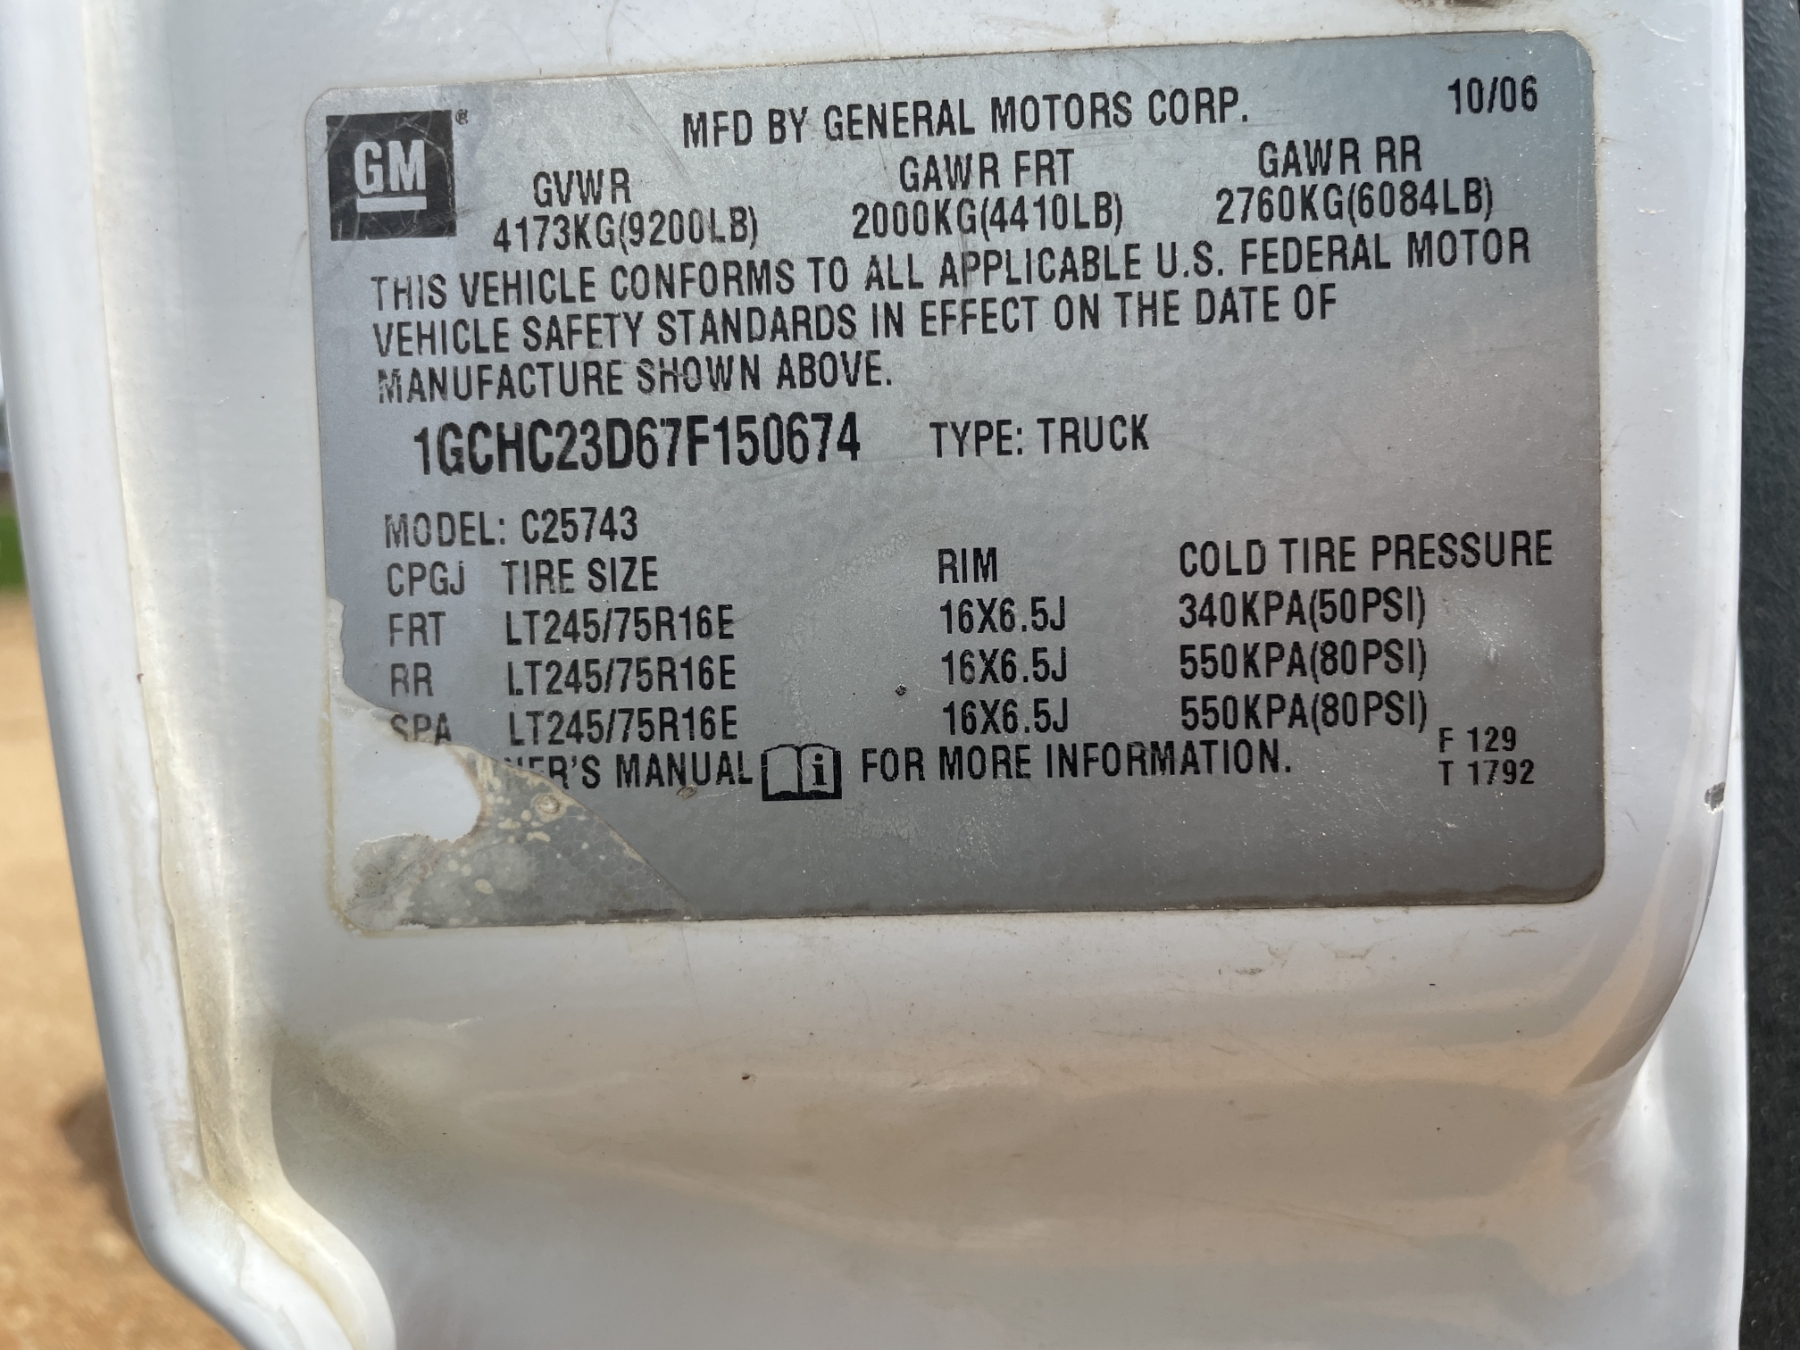 GM ®
MFD BY GENERAL MOTORS CORP. 10/06
GVWR GAWR FRT GAWR RR
4173KG(9200LB) 2000KG(4410LB) 2760KG(6084LB)
THIS VEHICLE CONFORMS TO ALL APPLICABLE U.S. FEDERAL MOTOR
VEHICLE SAFETY STANDARDS IN EFFECT ON THE DATE OF
MANUFACTURE SHOWN ABOVE.
1GCHC23D67F150674 TYPE: TRUCK
MODEL: C25743
CPGJ TIRE SIZE RIM COLD TIRE PRESSURE
FRT LT245/75R16E 16X6.5J 340KPA(50PSI)
RR LT245/75R16E 16X6.5J 550KPA(80PSI)
SPA LT245/75R16E 16X6.5J 550KPA(80PSI)
MANUAL i FOR MORE INFORMATION.
F 129
T 1792